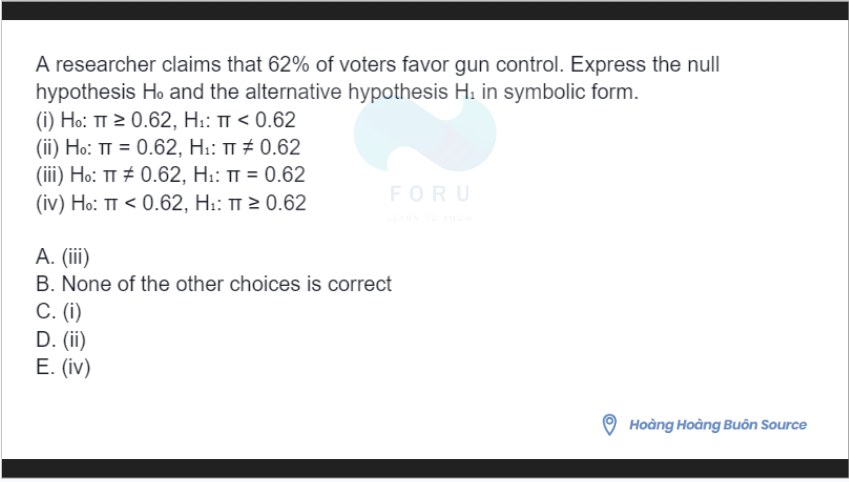 A researcher claims that 62% of voters favor gun control. Express the null
hypothesis H₀ and the alternative hypothesis H₁ in symbolic form.
(i) H₀: π ≥ 0.62, H₁: π < 0.62
(ii) H₀: π = 0.62, H₁: π ≠ 0.62
(iii) H₀: π ≠ 0.62, H₁: π = 0.62
(iv) H₀: π < 0.62, H₁: π ≥ 0.62
FORU
A. (iii)
B. None of the other choices is correct
C. (i)
D. (ii)
E. (iv)
Hoàng Hoàng Buôn Source